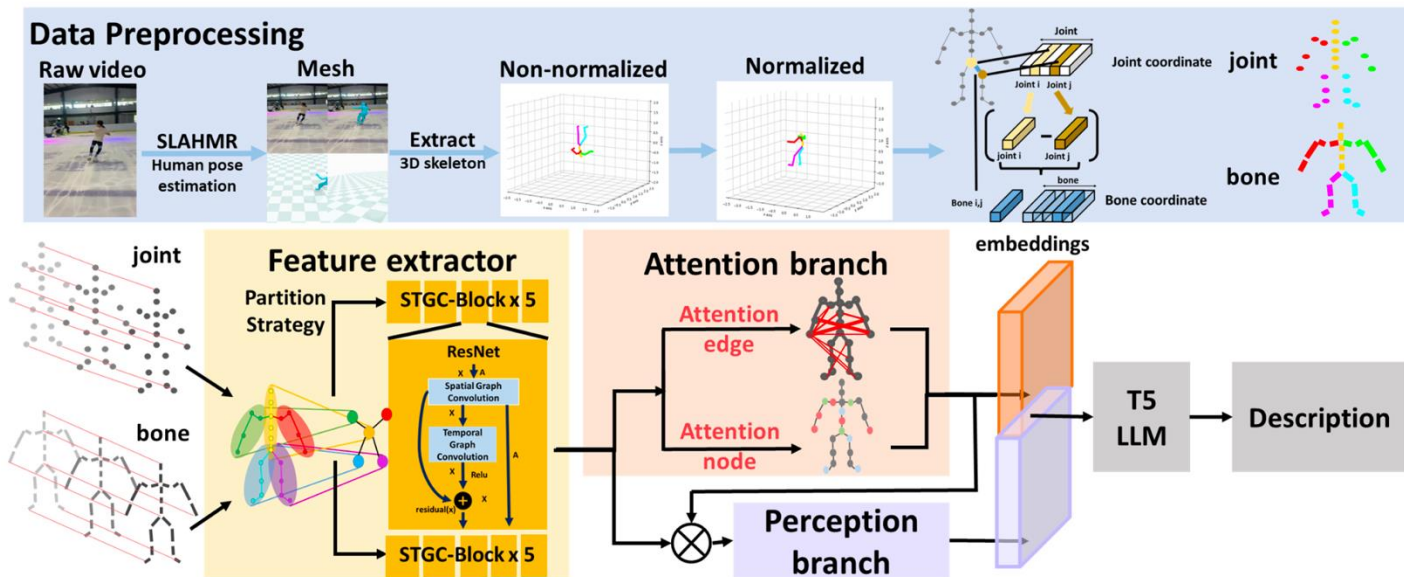 Data Preprocessing
Raw video
SLAHMR
Human pose
estimation
Mesh
Extract
3D skeleton
Non-normalized
Normalized
Joint
Joint coordinate
Joint i
Joint j
joint i
Joint j
bone
Bone i,j
Bone coordinate
joint
bone
joint
bone
Feature extractor
Partition
Strategy
STGC-Block x 5
ResNet
X
A
Spatial Graph
Convolution
X
Temporal
Graph
Convolution
A
X
Relu
+
X
residual(x)
STGC-Block x 5
Attention branch
Attention
edge
Attention
node
Perception
branch
embeddings
T5
LLM
Description